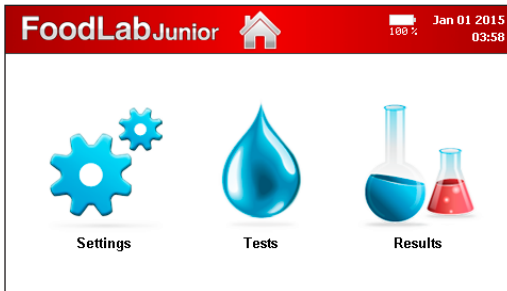 FoodLab Junior
100 %
Jan 01 2015
03:58
Settings
Tests
Results